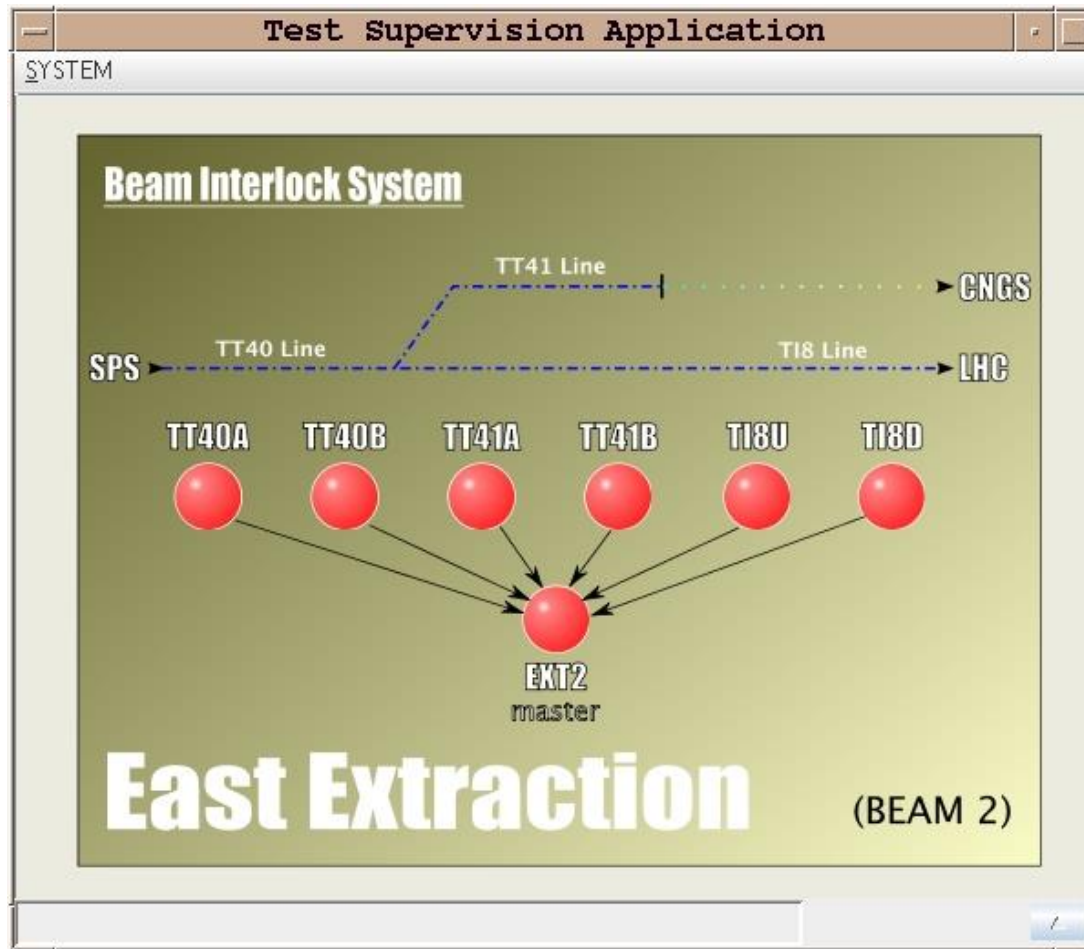 Test Supervision Application
SYSTEM
Beam Interlock System
TT41 Line
CNGS
SPS
TT40 Line
TI8 Line
LHC
TT40A TT40B TT41A TT41B TI8U TI8D
EXT2
master
East Extraction
(BEAM 2)